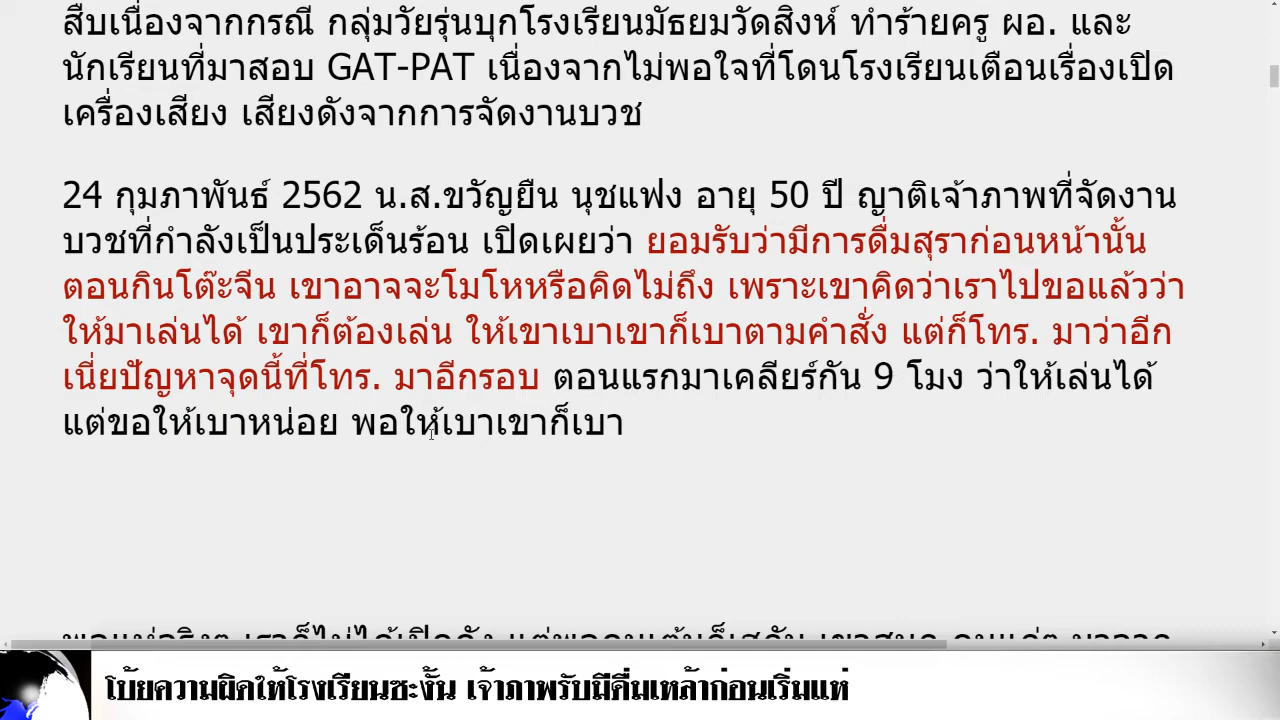 สืบเนื่องจากกรณี กลุ่มวัยรุ่นบุกโรงเรียนมัธยมวัดสิงห์ ทำร้ายครู ผอ. และ
นักเรียนที่มาสอบ GAT-PAT เนื่องจากไม่พอใจที่โดนโรงเรียนเตือนเรื่องเปิด
เครื่องเสียง เสียงดังจากการจัดงานบวช
24 กุมภาพันธ์ 2562 น.ส.ขวัญยืน นุชแฟง อายุ 50 ปี ญาติเจ้าภาพที่จัดงาน
บวชที่กำลังเป็นประเด็นร้อน เปิดเผยว่า ยอมรับว่ามีการดื่มสุราก่อนหน้านั้น
ตอนกินโต๊ะจีน เขาอาจจะโมโหหรือคิดไม่ถึง เพราะเขาคิดว่าเราไปขอแล้วว่า
ให้มาเล่นได้ เขาก็ต้องเล่น ให้เขาเบาเขาก็เบาตามคำสั่ง แต่ก็โทร. มาว่าอีก
เนี่ยปัญหาจุดนี้ที่โทร. มาอีกรอบ ตอนแรกมาเคลียร์กัน 9 โมง ว่าให้เล่นได้
แต่ขอให้เบาหน่อย พอให้เบาเขาก็เบา
โบ้ยความผิดให้โรงเรียนซะงั้น เจ้าภาพรับมีดื่มเหล้าก่อนเริ่มแห่